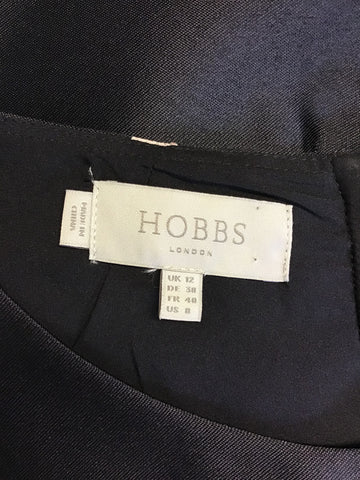 HOBBS
LONDON
MADE IN
CHINA
UK 12
DE 38
FR 40
US 8